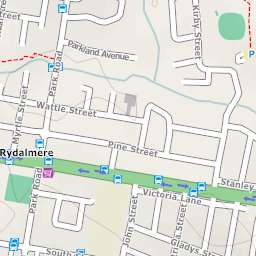 Parkland Avenue
Kirby Street
Park Road
P
Myrtle Street
Wattle Street
Pine Street
Rydalmere
Stanley
Victoria Lane
Park Road
John Street
South
Gladys Street